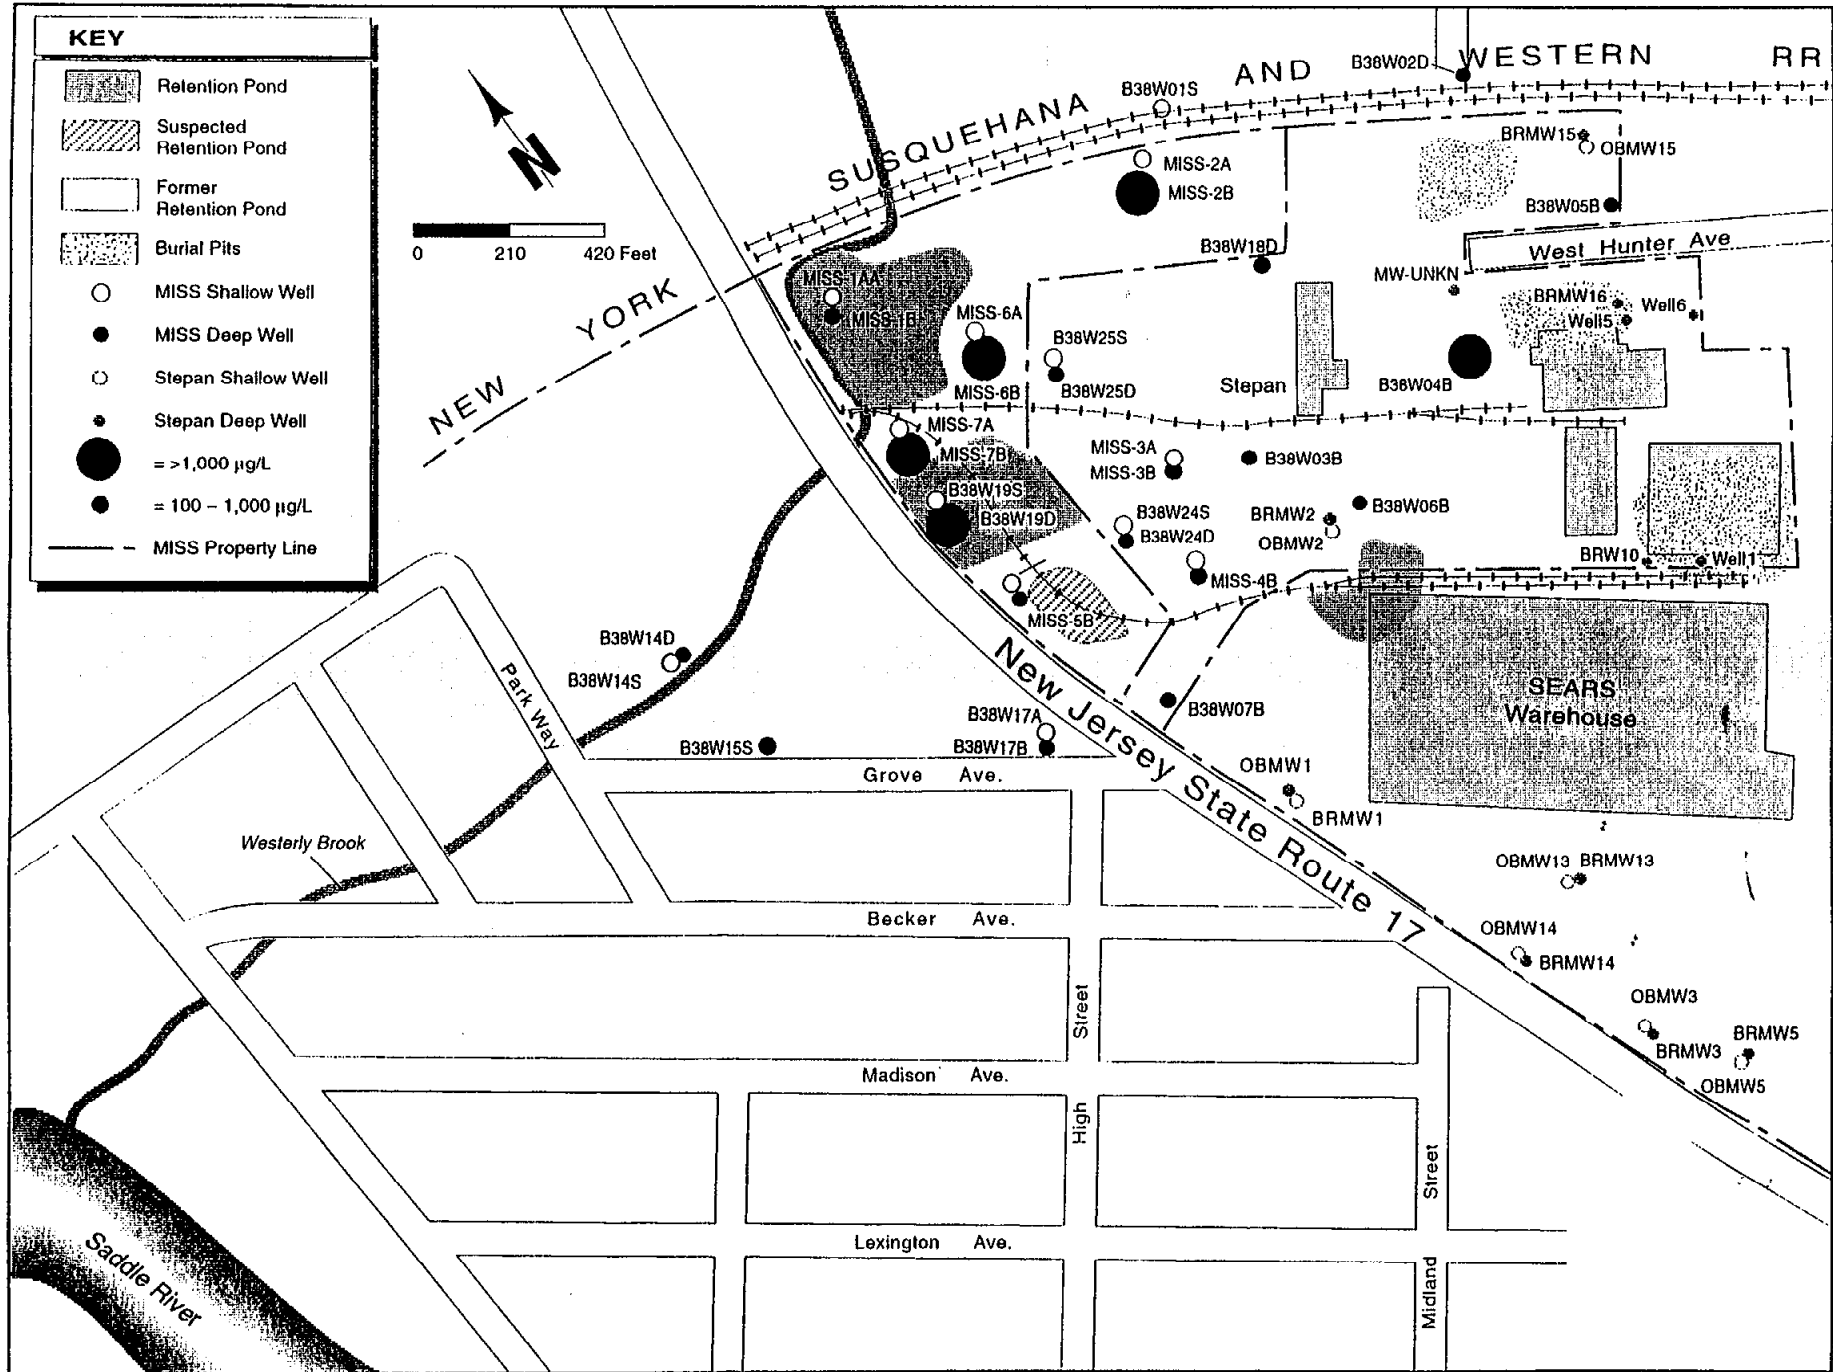 KEY
Retention Pond
Suspected
Retention Pond
Former
Retention Pond
Burial Pits
MISS Shallow Well
MISS Deep Well
Stepan Shallow Well
Stepan Deep Well
= >1,000 µg/L
= 100 – 1,000 µg/L
MISS Property Line
N
0 210 420 Feet
NEW YORK SUSQUEHANA AND WESTERN RR
B38W01S
B38W02D
MISS-2A
MISS-2B
BRMW15
OBMW15
B38W05B
West Hunter Ave
B38W18D
MW-UNKN
BRMW16
Well5
Well6
MISS-1AA
MISS-1B
MISS-6A
MISS-6B
B38W25S
B38W25D
Stepan
B38W04B
MISS-7A
MISS-7B
MISS-3A
MISS-3B
B38W03B
B38W19S
B38W19D
B38W24S
B38W24D
BRMW2
OBMW2
B38W06B
MISS-4B
BRW10
Well1
MISS-5B
B38W14D
B38W14S
Park Way
B38W15S
B38W17A
B38W17B
B38W07B
SEARS
Warehouse
New Jersey State Route 17
Grove Ave.
OBMW1
BRMW1
Westerly Brook
OBMW13
BRMW13
Becker Ave.
OBMW14
BRMW14
OBMW3
BRMW3
BRMW5
OBMW5
Madison Ave.
High Street
Midland Street
Lexington Ave.
Saddle River